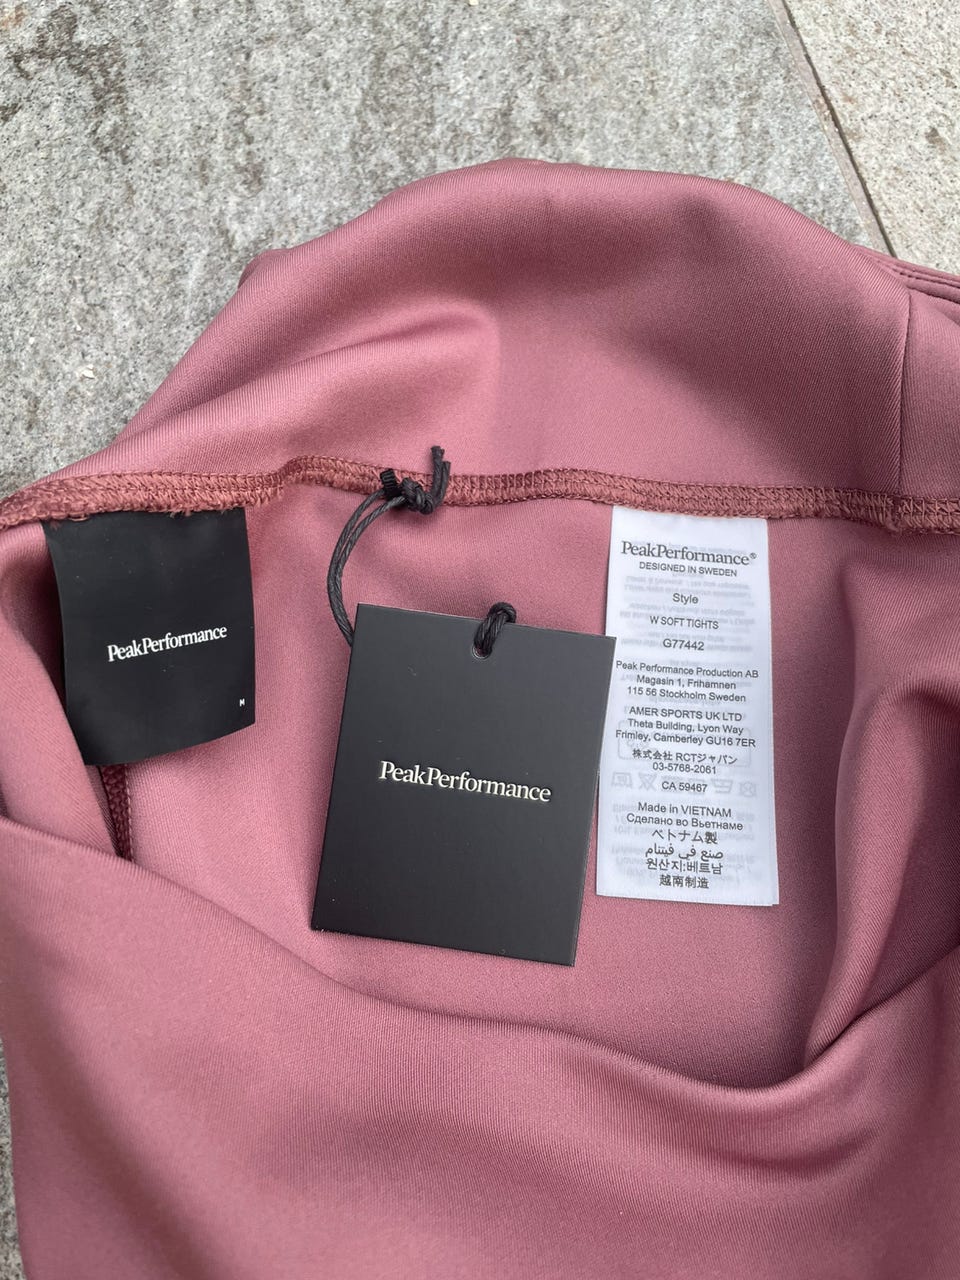 PeakPerformance
M
PeakPerformance
PeakPerformance®
DESIGNED IN SWEDEN
Style
W SOFT TIGHTS
G77442
Peak Performance Production AB
Magasin 1, Frihamnen
115 56 Stockholm Sweden
AMER SPORTS UK LTD
Theta Building, Lyon Way
Frimley, Camberley GU16 7ER
株式会社 RCTジャパン
03-5768-2061
CA 59467
Made in VIETNAM
Сделано во Вьетнаме
ベトナム製
صنع في فيتنام
원산지:베트남
越南制造